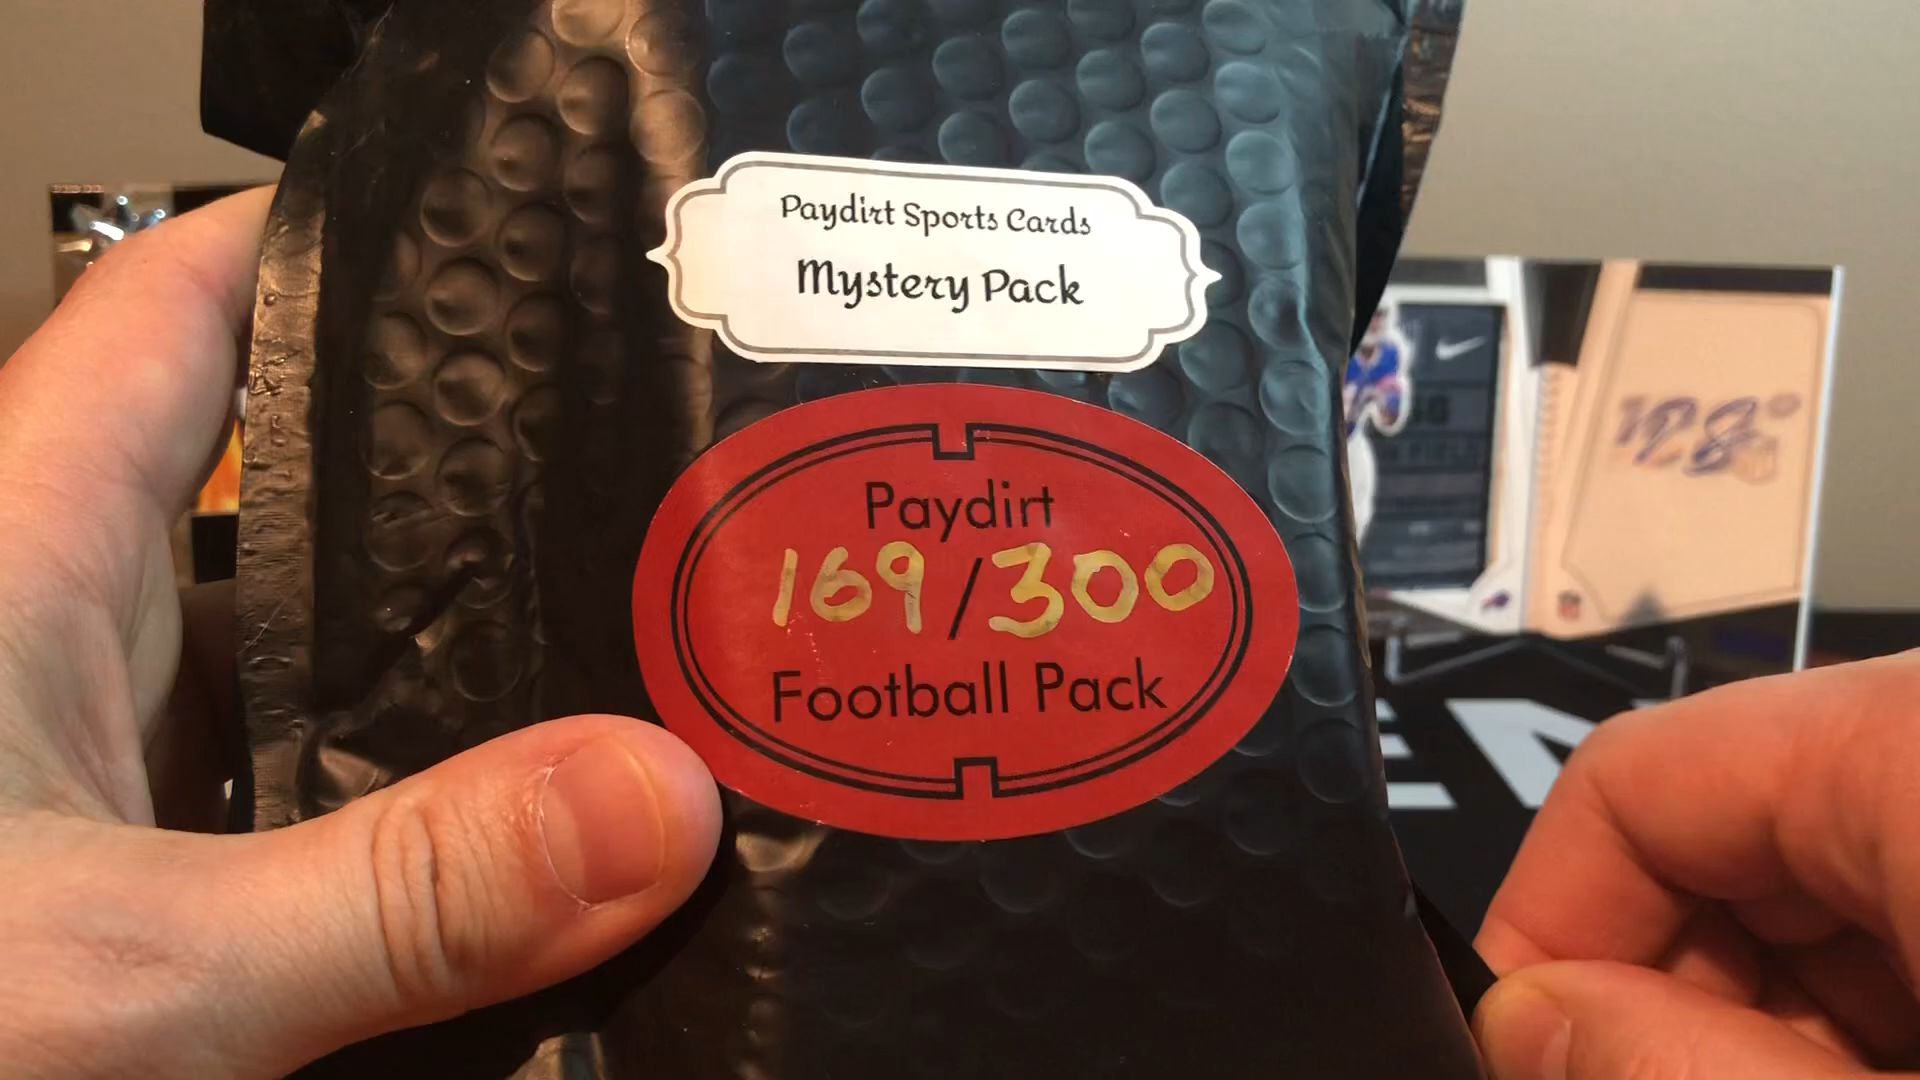 Paydirt Sports Cards
Mystery Pack
Paydirt
169/300
Football Pack